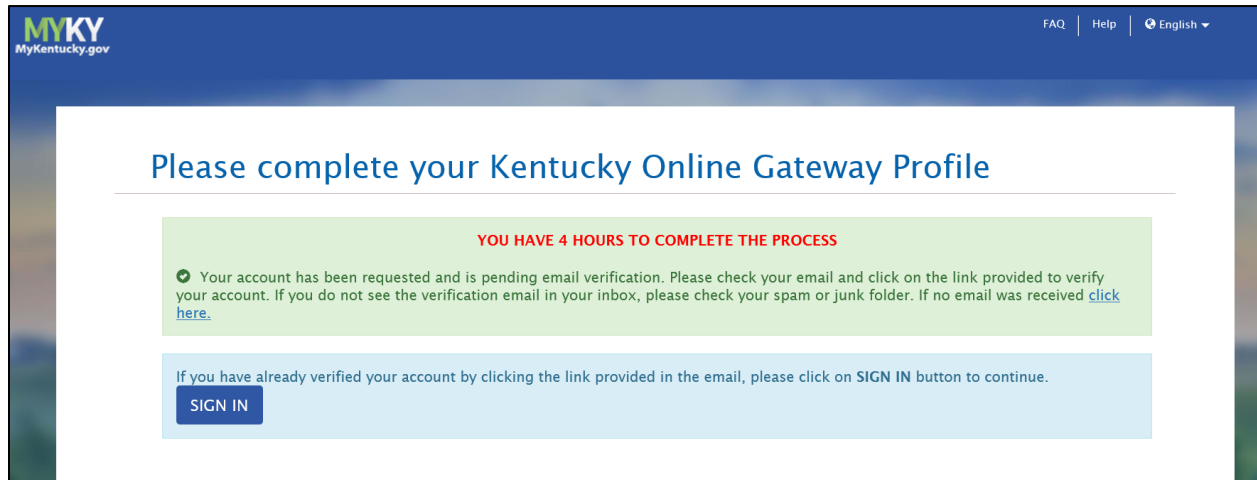 MYKY
MyKentucky.gov
FAQ
Help
English
Please complete your Kentucky Online Gateway Profile
YOU HAVE 4 HOURS TO COMPLETE THE PROCESS
Your account has been requested and is pending email verification. Please check your email and click on the link provided to verify
your account. If you do not see the verification email in your inbox, please check your spam or junk folder. If no email was received click
here.
If you have already verified your account by clicking the link provided in the email, please click on SIGN IN button to continue.
SIGN IN